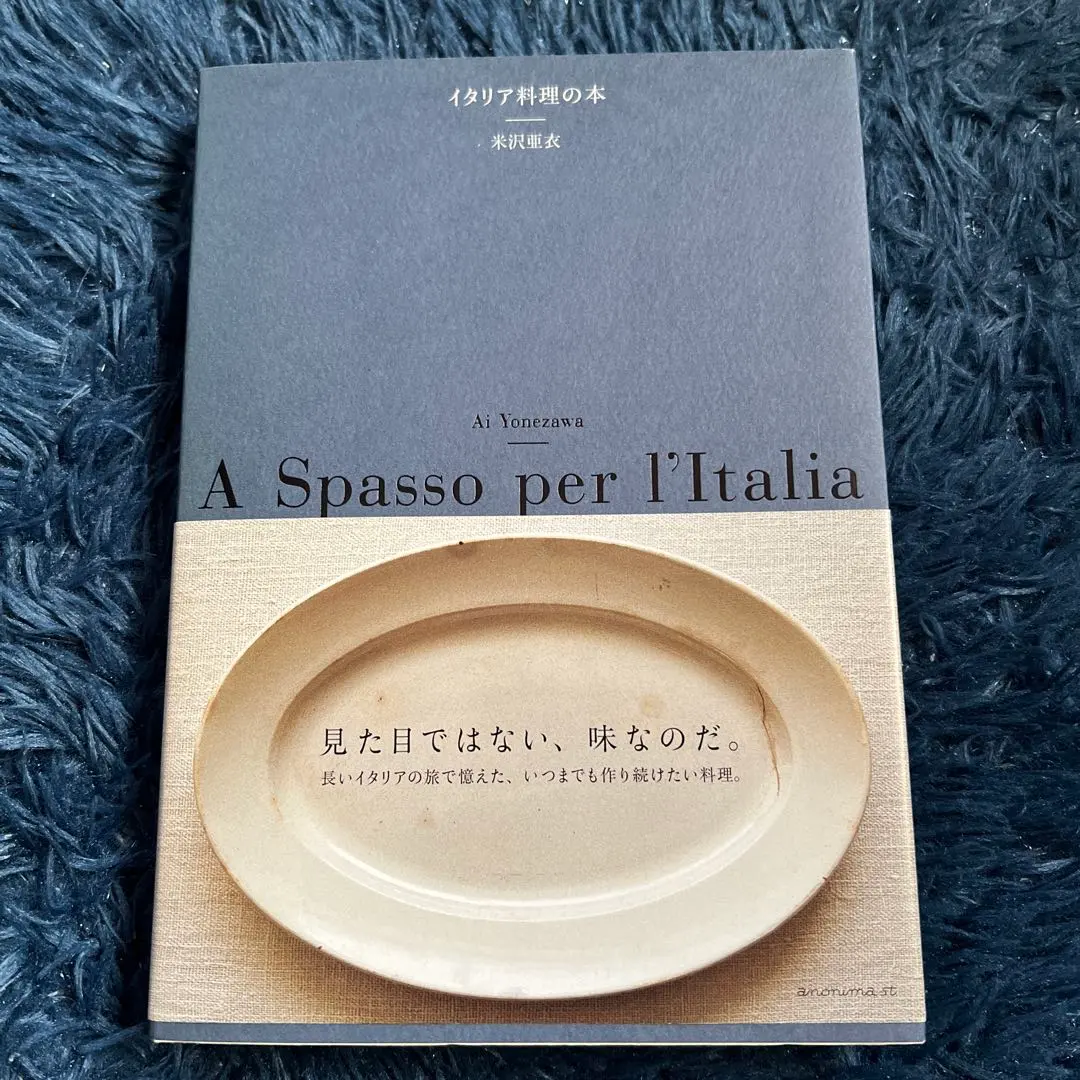 イタリア料理の本
米沢亜衣
Ai Yonezawa
A Spasso per l'Italia
見た目ではない、味なのだ。
長いイタリアの旅で憶えた、いつまでも作り続けたい料理。
anonima st.